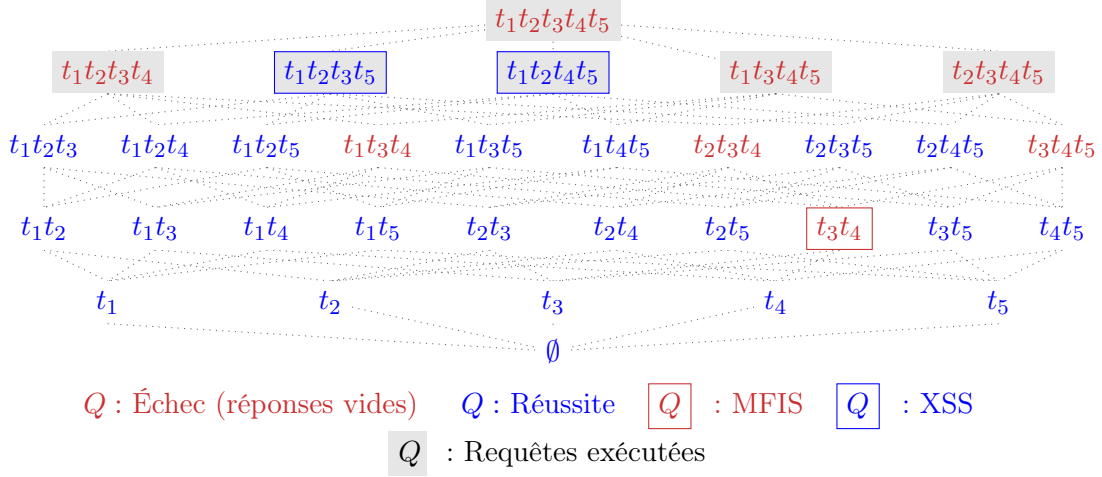 t₁t₂t₃t₄t₅
t₁t₂t₃t₄ t₁t₂t₃t₅ t₁t₂t₄t₅ t₁t₃t₄t₅ t₂t₃t₄t₅
t₁t₂t₃ t₁t₂t₄ t₁t₂t₅ t₁t₃t₄ t₁t₃t₅ t₁t₄t₅ t₂t₃t₄ t₂t₃t₅ t₂t₄t₅ t₃t₄t₅
t₁t₂ t₁t₃ t₁t₄ t₁t₅ t₂t₃ t₂t₄ t₂t₅ t₃t₄ t₃t₅ t₄t₅
t₁ t₂ t₃ t₄ t₅
∅
Q : Échec (réponses vides) Q : Réussite Q : MFIS Q : XSS
Q : Requêtes exécutées